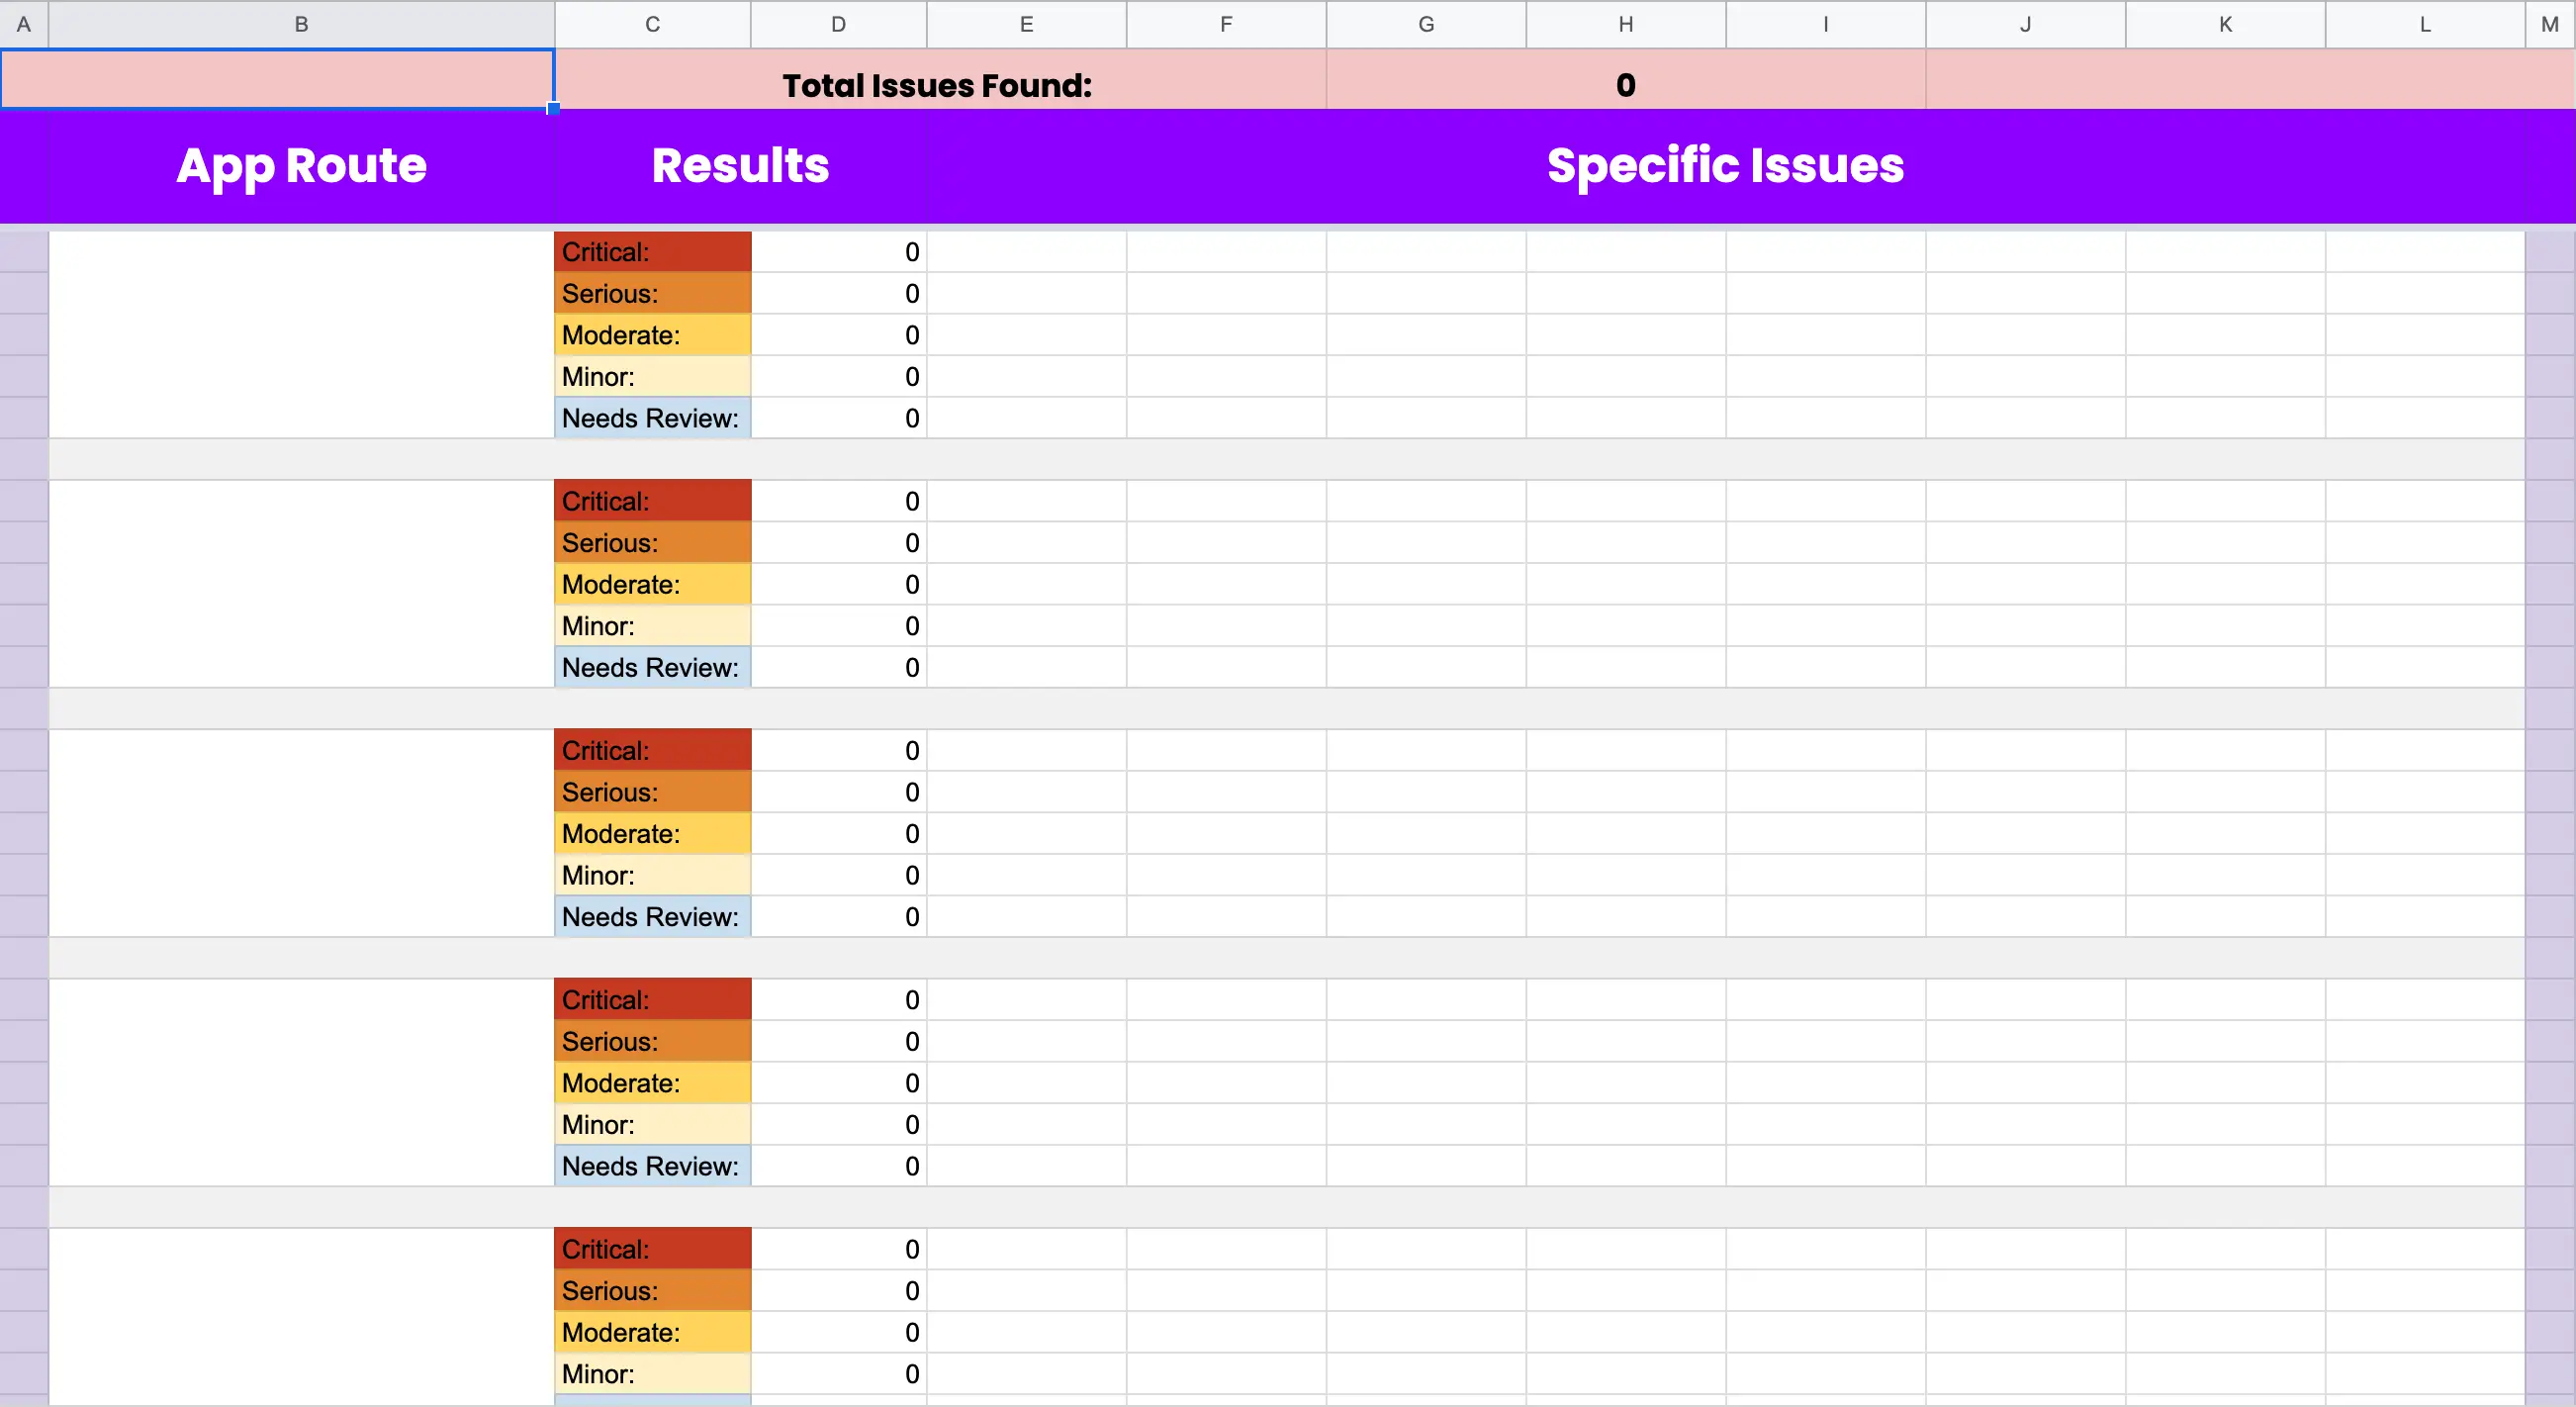 A B C D E F G H I J K L M
Total Issues Found: 0
App Route Results Specific Issues
Critical: 0
Serious: 0
Moderate: 0
Minor: 0
Needs Review: 0
Critical: 0
Serious: 0
Moderate: 0
Minor: 0
Needs Review: 0
Critical: 0
Serious: 0
Moderate: 0
Minor: 0
Needs Review: 0
Critical: 0
Serious: 0
Moderate: 0
Minor: 0
Needs Review: 0
Critical: 0
Serious: 0
Moderate: 0
Minor: 0